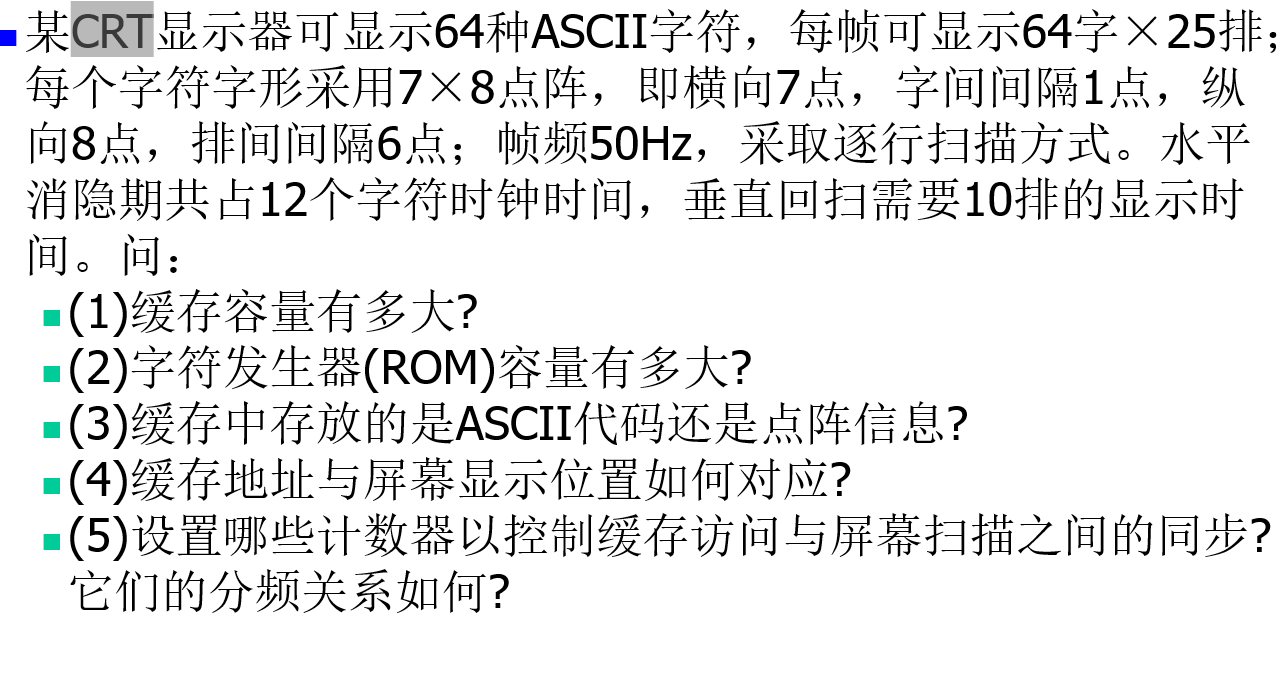 某CRT显示器可显示64种ASCII字符，每帧可显示64字×25排；
每个字符字形采用7×8点阵，即横向7点，字间间隔1点，纵
向8点，排间间隔6点；帧频50Hz，采取逐行扫描方式。水平
消隐期共占12个字符时钟时间，垂直回扫需要10排的显示时
间。问：
(1)缓存容量有多大?
(2)字符发生器(ROM)容量有多大?
(3)缓存中存放的是ASCII代码还是点阵信息?
(4)缓存地址与屏幕显示位置如何对应?
(5)设置哪些计数器以控制缓存访问与屏幕扫描之间的同步?
它们的分频关系如何?